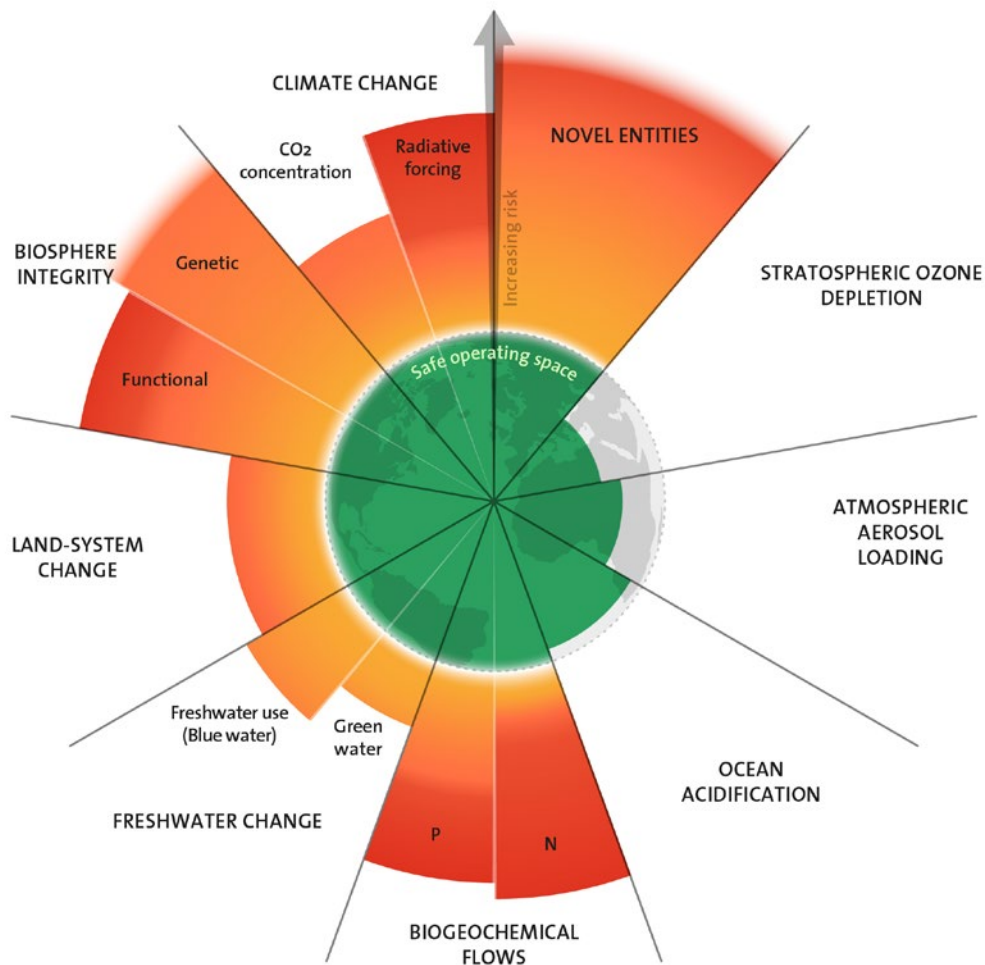 CLIMATE CHANGE
CO2
concentration
Radiative
forcing
Increasing risk
NOVEL ENTITIES
STRATOSPHERIC OZONE
DEPLETION
ATMOSPHERIC
AEROSOL
LOADING
OCEAN
ACIDIFICATION
BIOGEOCHEMICAL
FLOWS
P
N
FRESHWATER CHANGE
Green
water
Freshwater use
(Blue water)
LAND-SYSTEM
CHANGE
BIOSPHERE
INTEGRITY
Functional
Genetic
Safe operating space